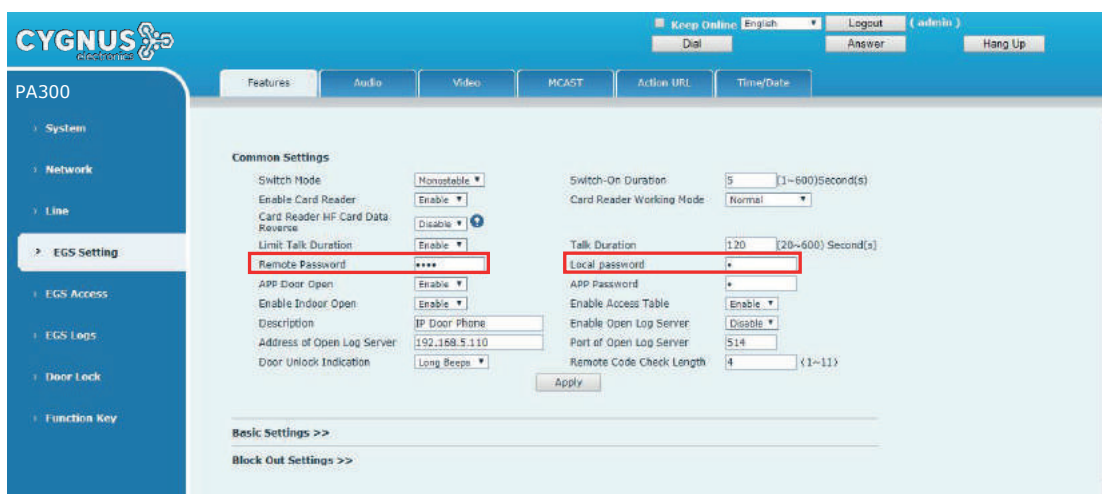 CYGNUS
electronics
Keep Online English Logout ( admin )
Dial Answer Hang Up
PA300
Features Audio Video MCAST Action URL Time/Date
System
Network
Line
EGS Setting
EGS Access
EGS Logs
Door Lock
Function Key
Common Settings
Switch Mode Monostable Switch-On Duration 5 (1~600)Second(s)
Enable Card Reader Enable Card Reader Working Mode Normal
Card Reader HF Card Data Reverse Disable
Limit Talk Duration Enable Talk Duration 120 (20~600) Second(s)
Remote Password •••• Local password •
APP Door Open Enable APP Password •
Enable Indoor Open Enable Enable Access Table Enable
Description IP Door Phone Enable Open Log Server Disable
Address of Open Log Server 192.168.5.110 Port of Open Log Server 514
Door Unlock Indication Long Beeps Remote Code Check Length 4 (1~11)
Apply
Basic Settings >>
Block Out Settings >>